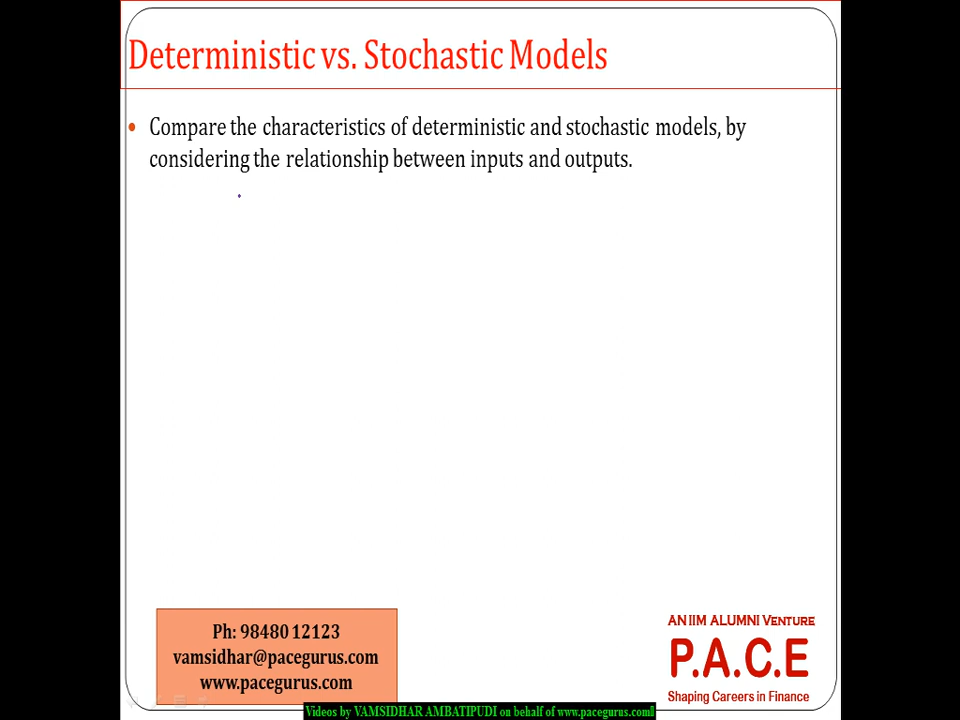 Deterministic vs. Stochastic Models
• Compare the characteristics of deterministic and stochastic models, by
considering the relationship between inputs and outputs.
Ph: 98480 12123
vamsidhar@pacegurus.com
www.pacegurus.com
AN IIM ALUMNI VENTURE
P.A.C.E
Shaping Careers in Finance
Videos by VAMSIDHAR AMBATIPUDI on behalf of www.pacegurus.com